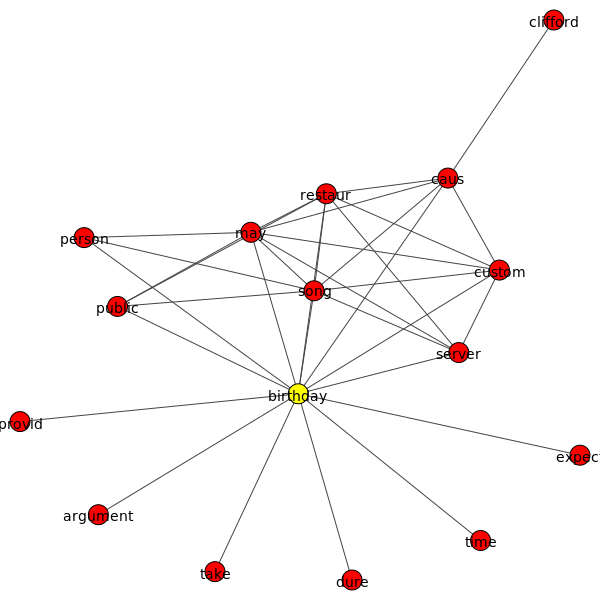 clifford
caus
restaur
may
person
custom
song
public
server
birthday
provid
expect
argument
time
take
dure